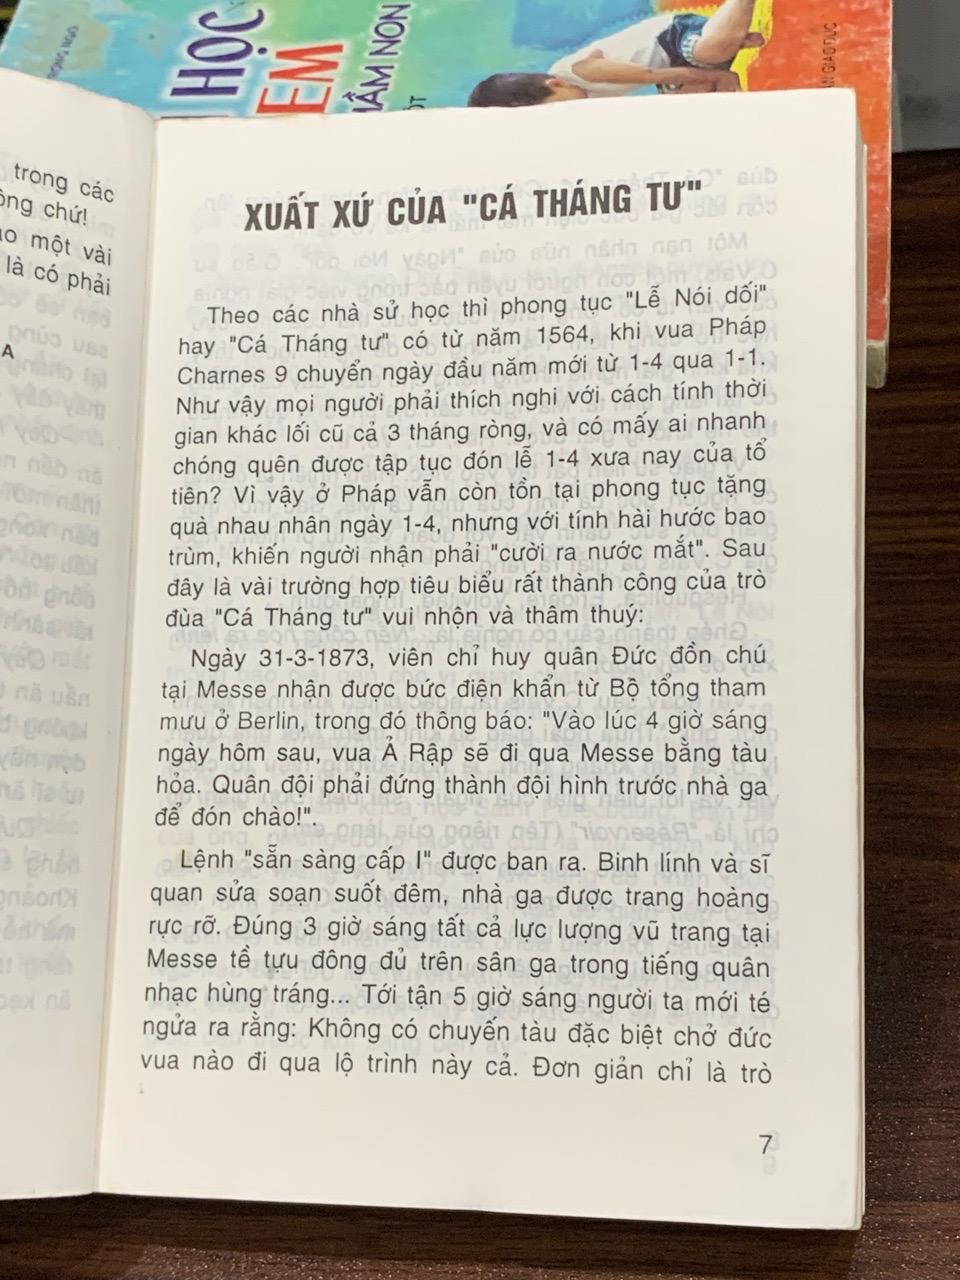 HỌC
EM
MẦM NON
trong các
ông chứ!
ao một vài
là có phải
A
XUẤT XỨ CỦA "CÁ THÁNG TƯ"
Theo các nhà sử học thì phong tục "Lễ Nói dối"
hay "Cá Tháng tư" có từ năm 1564, khi vua Pháp
Charnes 9 chuyển ngày đầu năm mới từ 1-4 qua 1-1.
Như vậy mọi người phải thích nghi với cách tính thời
gian khác lối cũ cả 3 tháng ròng, và có mấy ai nhanh
chóng quên được tập tục đón lễ 1-4 xưa nay của tổ
tiên? Vì vậy ở Pháp vẫn còn tồn tại phong tục tặng
quà nhau nhân ngày 1-4, nhưng với tính hài hước bao
trùm, khiến người nhận phải "cười ra nước mắt". Sau
đây là vài trường hợp tiêu biểu rất thành công của trò
đùa "Cá Tháng tư" vui nhộn và thâm thuý:
Ngày 31-3-1873, viên chỉ huy quân Đức đồn chú
tại Messe nhận được bức điện khẩn từ Bộ tổng tham
mưu ở Berlin, trong đó thông báo: "Vào lúc 4 giờ sáng
ngày hôm sau, vua Ả Rập sẽ đi qua Messe bằng tàu
hỏa. Quân đội phải đứng thành đội hình trước nhà ga
để đón chào!".
Lệnh "sẵn sàng cấp I" được ban ra. Binh lính và sĩ
quan sửa soạn suốt đêm, nhà ga được trang hoàng
rực rỡ. Đúng 3 giờ sáng tất cả lực lượng vũ trang tại
Messe tề tựu đông đủ trên sân ga trong tiếng quân
nhạc hùng tráng... Tới tận 5 giờ sáng người ta mới té
ngửa ra rằng: Không có chuyến tàu đặc biệt chở đức
vua nào đi qua lộ trình này cả. Đơn giản chỉ là trò
7